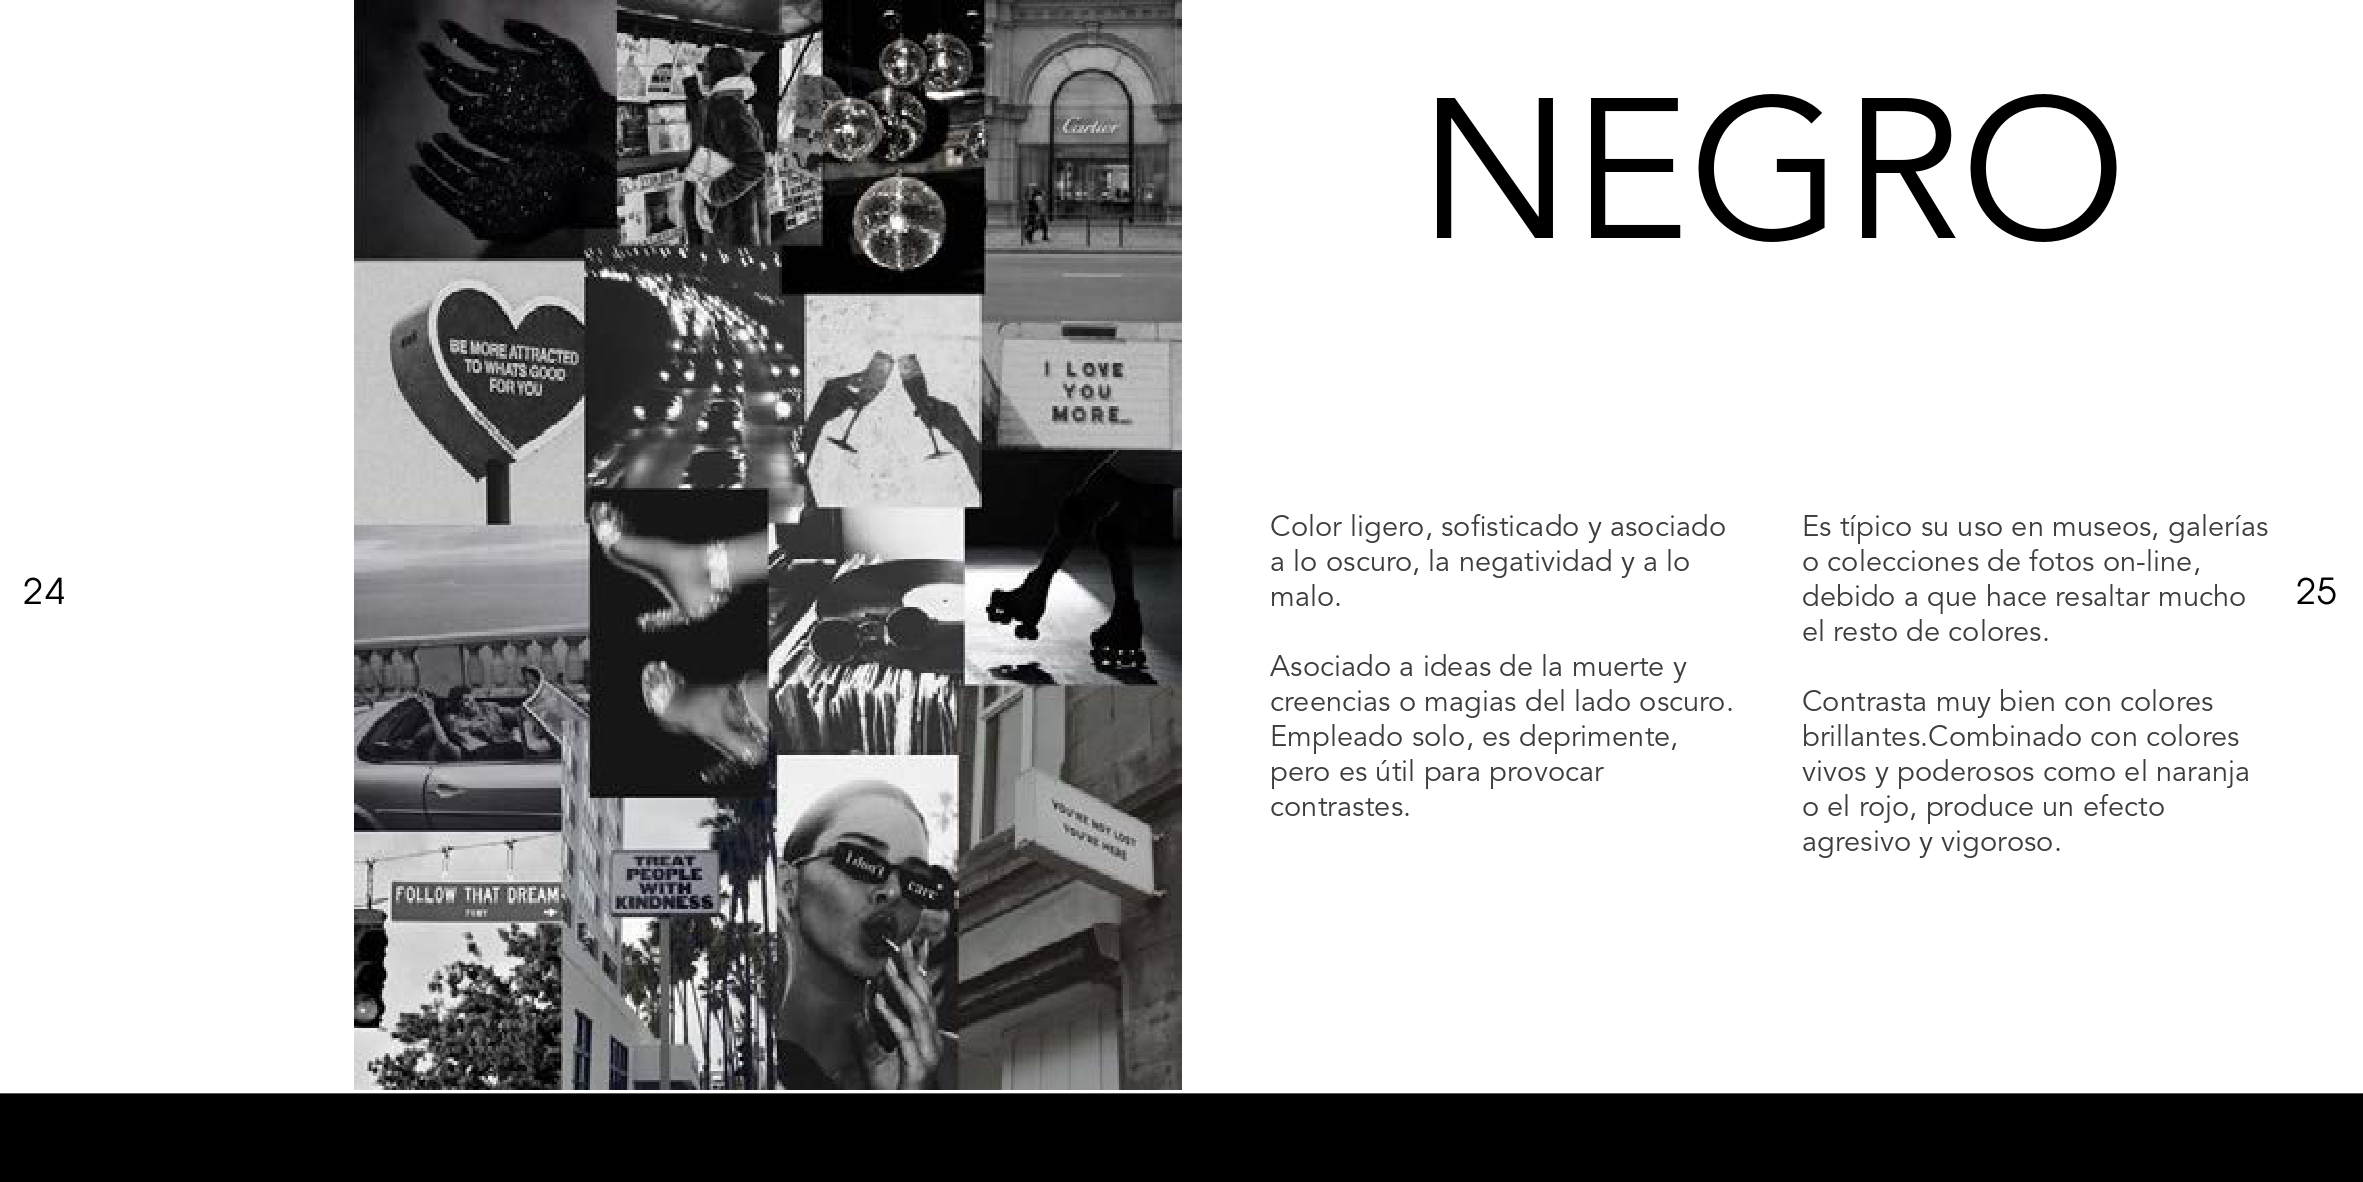 24
Cartier
BE MORE ATTRACTED
TO WHATS GOOD
FOR YOU
I LOVE
YOU
MORE...
FOLLOW THAT DREAM
PKWY
TREAT
PEOPLE
WITH
KINDNESS
I don't care
YOU'RE NOT LOST
YOU'RE HERE
NEGRO
Color ligero, sofisticado y asociado
a lo oscuro, la negatividad y a lo
malo.
Asociado a ideas de la muerte y
creencias o magias del lado oscuro.
Empleado solo, es deprimente,
pero es útil para provocar
contrastes.
Es típico su uso en museos, galerías
o colecciones de fotos on-line,
debido a que hace resaltar mucho
el resto de colores.
Contrasta muy bien con colores
brillantes.Combinado con colores
vivos y poderosos como el naranja
o el rojo, produce un efecto
agresivo y vigoroso.
25